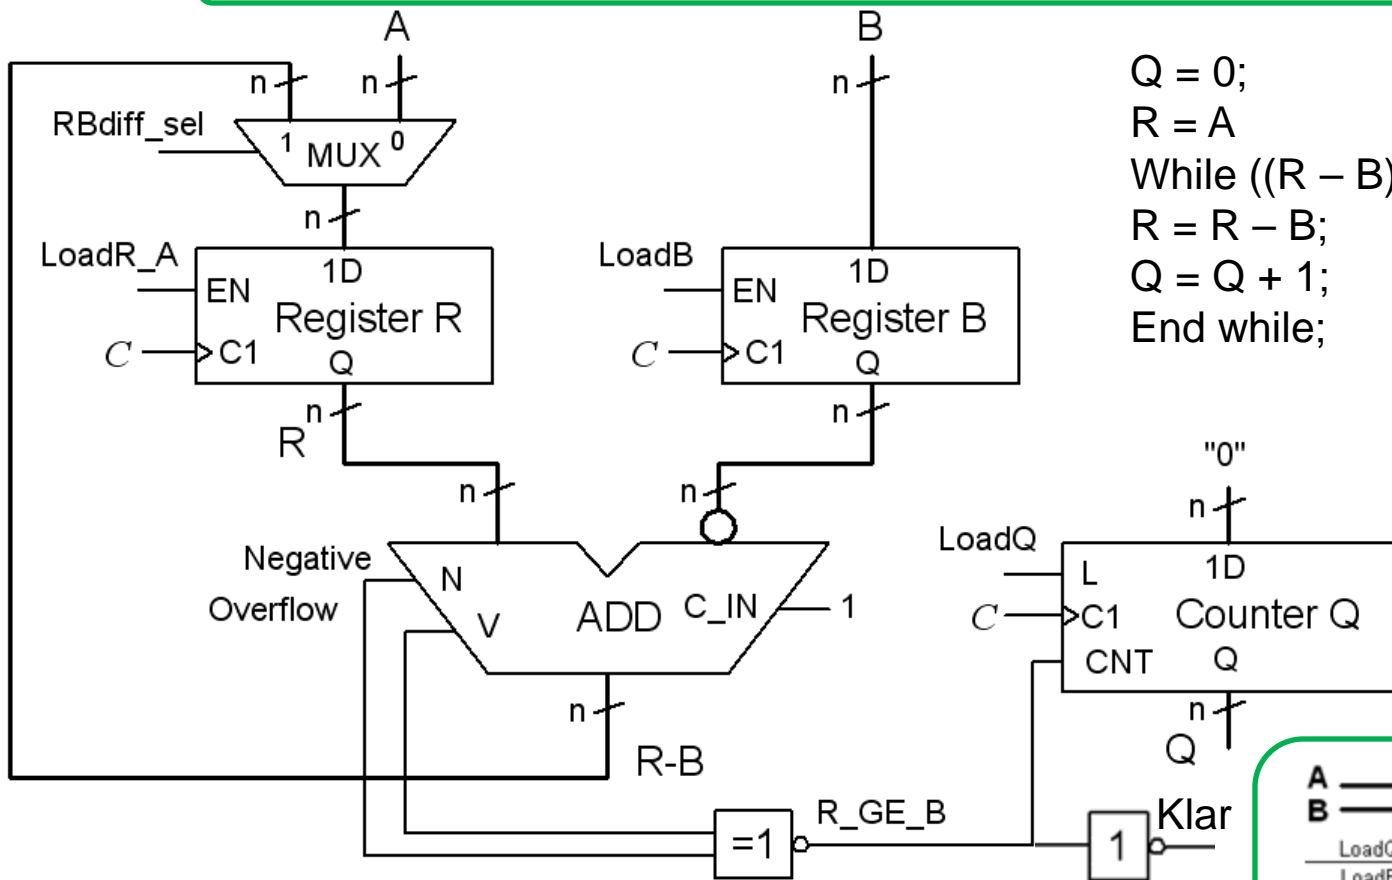 A
B
n
n
n
RBdiff_sel
1
MUX
0
n
LoadR_A
1D
EN
Register R
C
C1
Q
n
R
LoadB
1D
EN
Register B
C
C1
Q
n
Q = 0;
R = A
While ((R – B)
R = R – B;
Q = Q + 1;
End while;
n
n
Negative
Overflow
N
V
ADD
C_IN
1
n
R-B
"0"
n
LoadQ
L
1D
C
C1
Counter Q
CNT
Q
n
Q
=1
R_GE_B
1
Klar
A
B